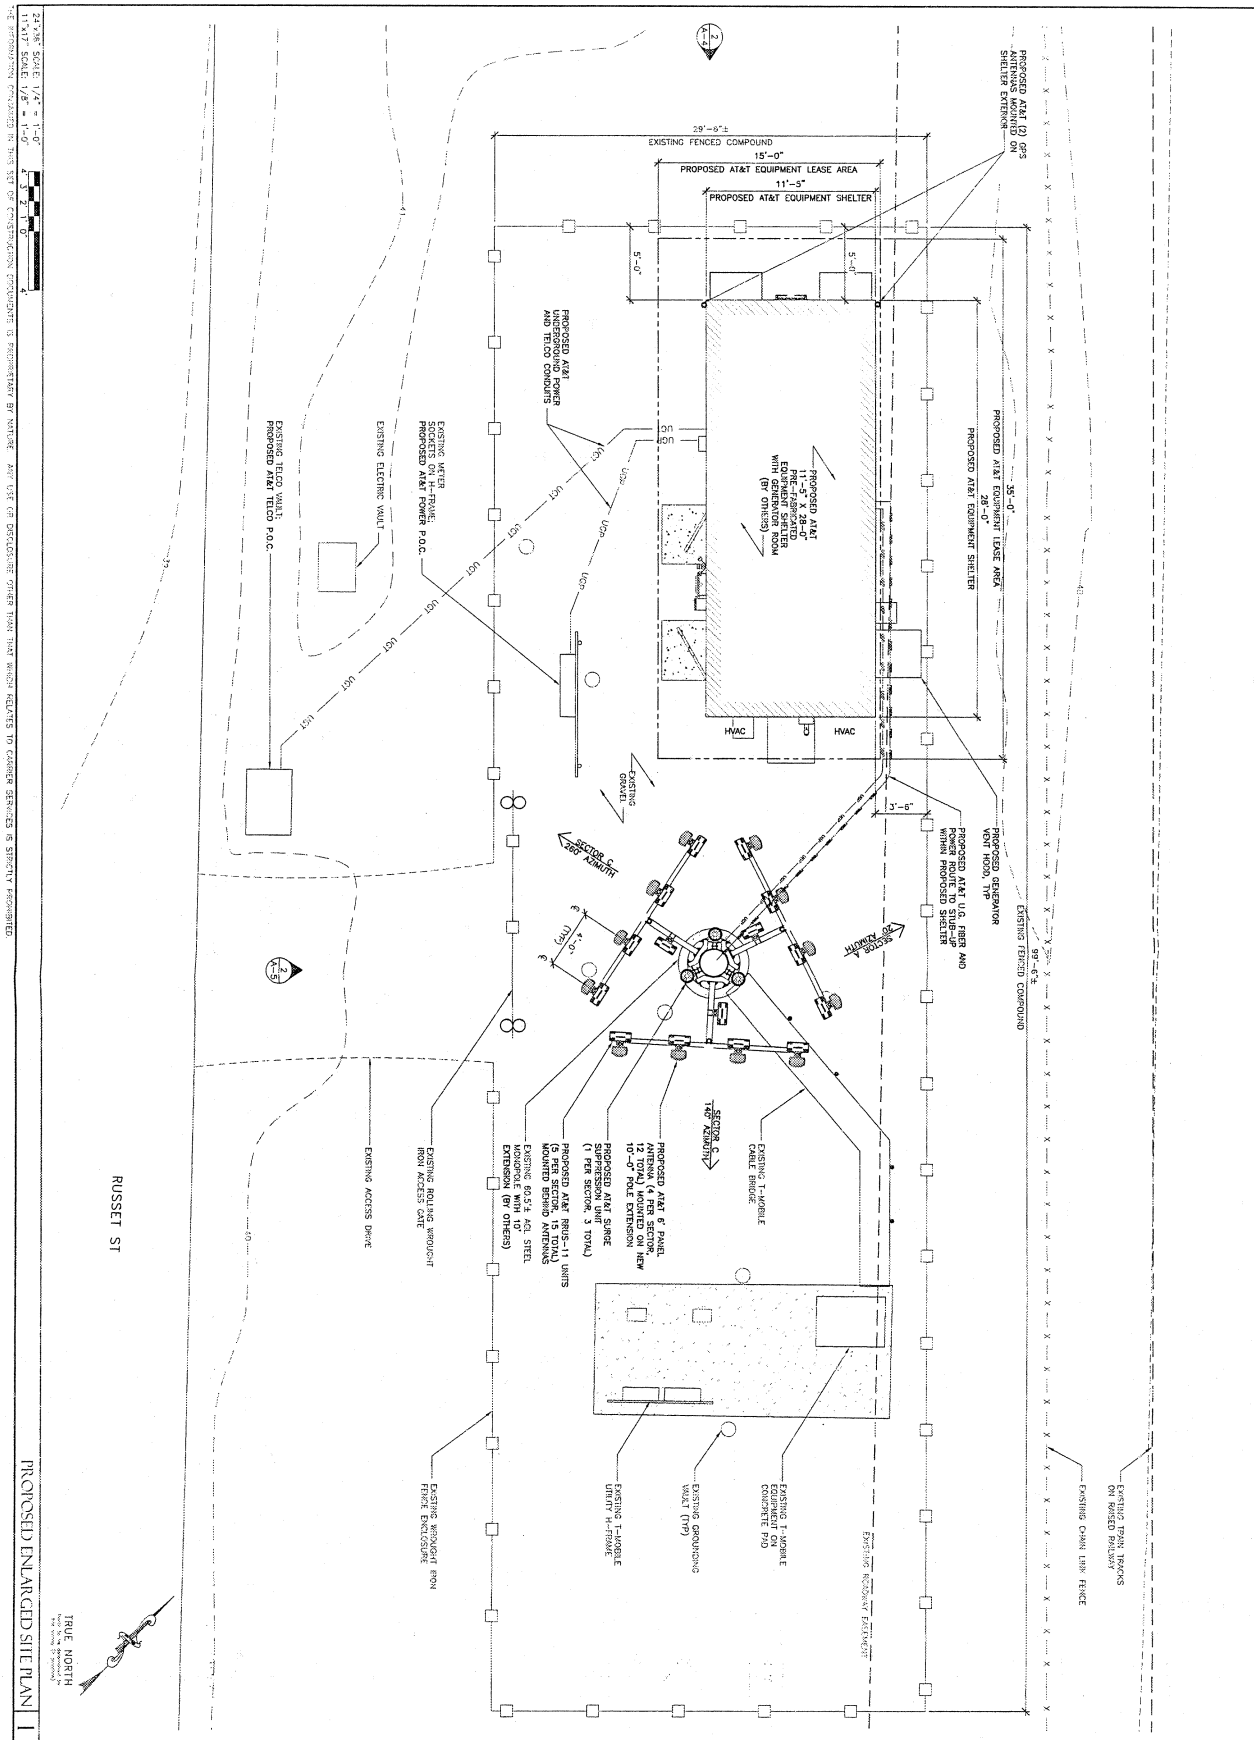 PROPOSED AT&T (2) GPS
ANTENNAS MOUNTED ON
SHELTER EXTERIOR
2
A-4
29'-6"±
EXISTING FENCED COMPOUND
15'-0"
PROPOSED AT&T EQUIPMENT LEASE AREA
11'-5"
PROPOSED AT&T EQUIPMENT SHELTER
5'-0"
5'-0"
35'-0"
PROPOSED AT&T EQUIPMENT LEASE AREA
28'-0"
PROPOSED AT&T EQUIPMENT SHELTER
99'-6"±
EXISTING FENCED COMPOUND
PROPOSED AT&T
11'-5" X 28'-0"
PRE-FABRICATED
EQUIPMENT SHELTER
WITH GENERATOR ROOM
(BY OTHERS)
PROPOSED AT&T
UNDERGROUND POWER
AND TELCO CONDUITS
EXISTING METER
SOCKETS ON H-FRAME;
PROPOSED AT&T POWER P.O.C.
EXISTING ELECTRIC VAULT
EXISTING TELCO VAULT;
PROPOSED AT&T TELCO P.O.C.
UGT
UGT
UGT
UGT
UGT
UGT
UGT
UGP
UGP
UGP
HVAC
HVAC
3'-6"
EXISTING
GRAVEL
PROPOSED GENERATOR
VENT HOOD, TYP
PROPOSED AT&T U.G. FIBER AND
POWER ROUTE TO STUB-UP
WITHIN PROPOSED SHELTER
SECTOR C
260° AZIMUTH
SECTOR A
20° AZIMUTH
SECTOR C
140° AZIMUTH
4'-0"
(TYP)
2
A-5
EXISTING T-MOBILE
CABLE BRIDGE
PROPOSED AT&T 6' PANEL
ANTENNA (4 PER SECTOR,
12 TOTAL) MOUNTED ON NEW
10'-0" POLE EXTENSION
PROPOSED AT&T SURGE
SUPPRESSION UNIT
(1 PER SECTOR, 3 TOTAL)
PROPOSED AT&T RRUS-11 UNITS
(5 PER SECTOR, 15 TOTAL)
MOUNTED BEHIND ANTENNAS
EXISTING 60.5'± AGL STEEL
MONOPOLE WITH 10'
EXTENSION (BY OTHERS)
EXISTING ROLLING WROUGHT
IRON ACCESS GATE
EXISTING ACCESS DRIVE
RUSSET ST
EXISTING TRAIN TRACKS
ON RAISED RAILWAY
EXISTING CHAIN LINK FENCE
EXISTING ROADWAY EASEMENT
EXISTING T-MOBILE
EQUIPMENT ON
CONCRETE PAD
EXISTING GROUNDING
VAULT (TYP)
EXISTING T-MOBILE
UTILITY H-FRAME
EXISTING WROUGHT IRON
FENCE ENCLOSURE
TRUE NORTH
24"x36" SCALE: 1/4" = 1'-0"
11"x17" SCALE: 1/8" = 1'-0"
4' 3' 2' 1' 0" 4'
THE INFORMATION CONTAINED IN THIS SET OF CONSTRUCTION DOCUMENTS IS PROPRIETARY BY NATURE. ANY USE OR DISCLOSURE OTHER THAN THAT WHICH RELATES TO CARRIER SERVICES IS STRICTLY PROHIBITED.
PROPOSED ENLARGED SITE PLAN 1